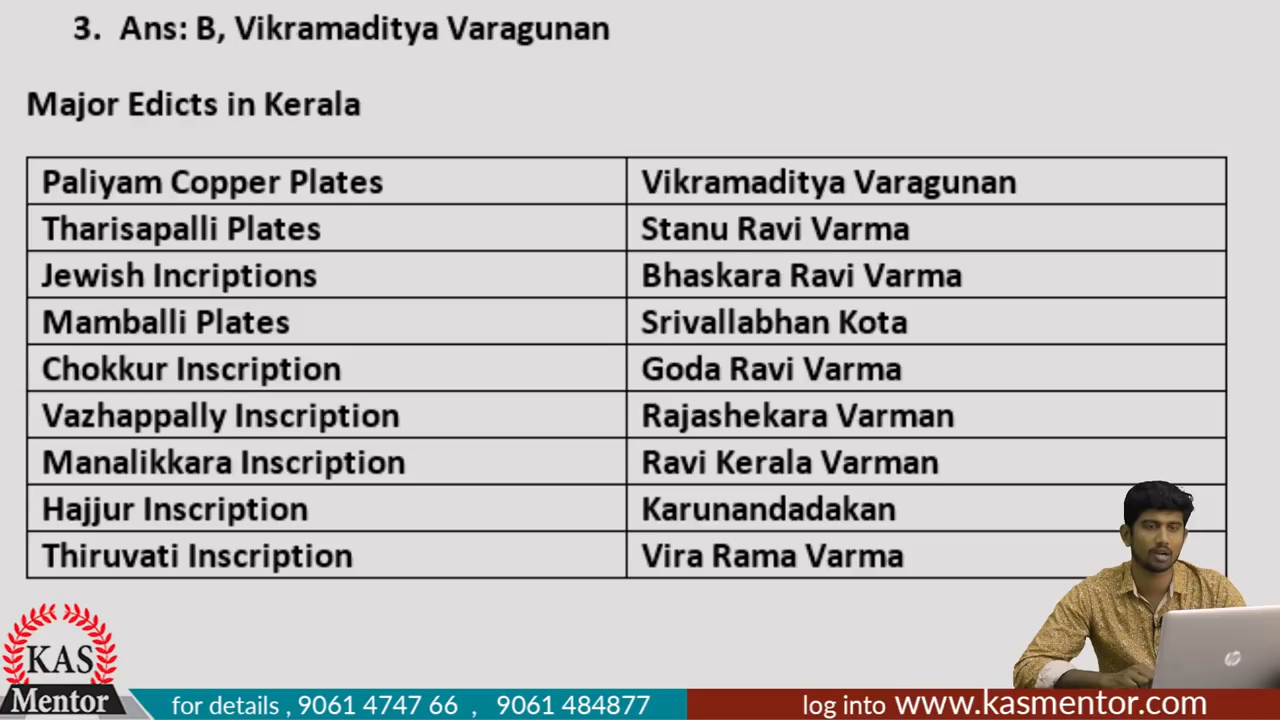 3. Ans: B, Vikramaditya Varagunan
Major Edicts in Kerala
Paliyam Copper Plates Vikramaditya Varagunan
Tharisapalli Plates Stanu Ravi Varma
Jewish Incriptions Bhaskara Ravi Varma
Mamballi Plates Srivallabhan Kota
Chokkur Inscription Goda Ravi Varma
Vazhappally Inscription Rajashekara Varman
Manalikkara Inscription Ravi Kerala Varman
Hajjur Inscription Karunandadakan
Thiruvati Inscription Vira Rama Varma
KAS
Mentor
for details , 9061 4747 66 , 9061 484877
log into www.kasmentor.com